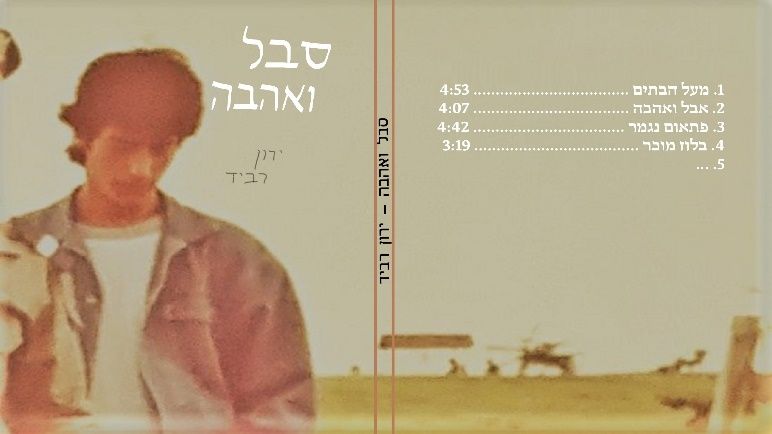 סבל
ואהבה
ירון
רביד
סבל ואהבה – ירון רביד
1. מעל הבתים ................................ 4:53
2. אבל ואהבה ................................ 4:07
3. פתאום נגמר ............................... 4:42
4. בלוז מוכר .................................. 3:19
5. ...